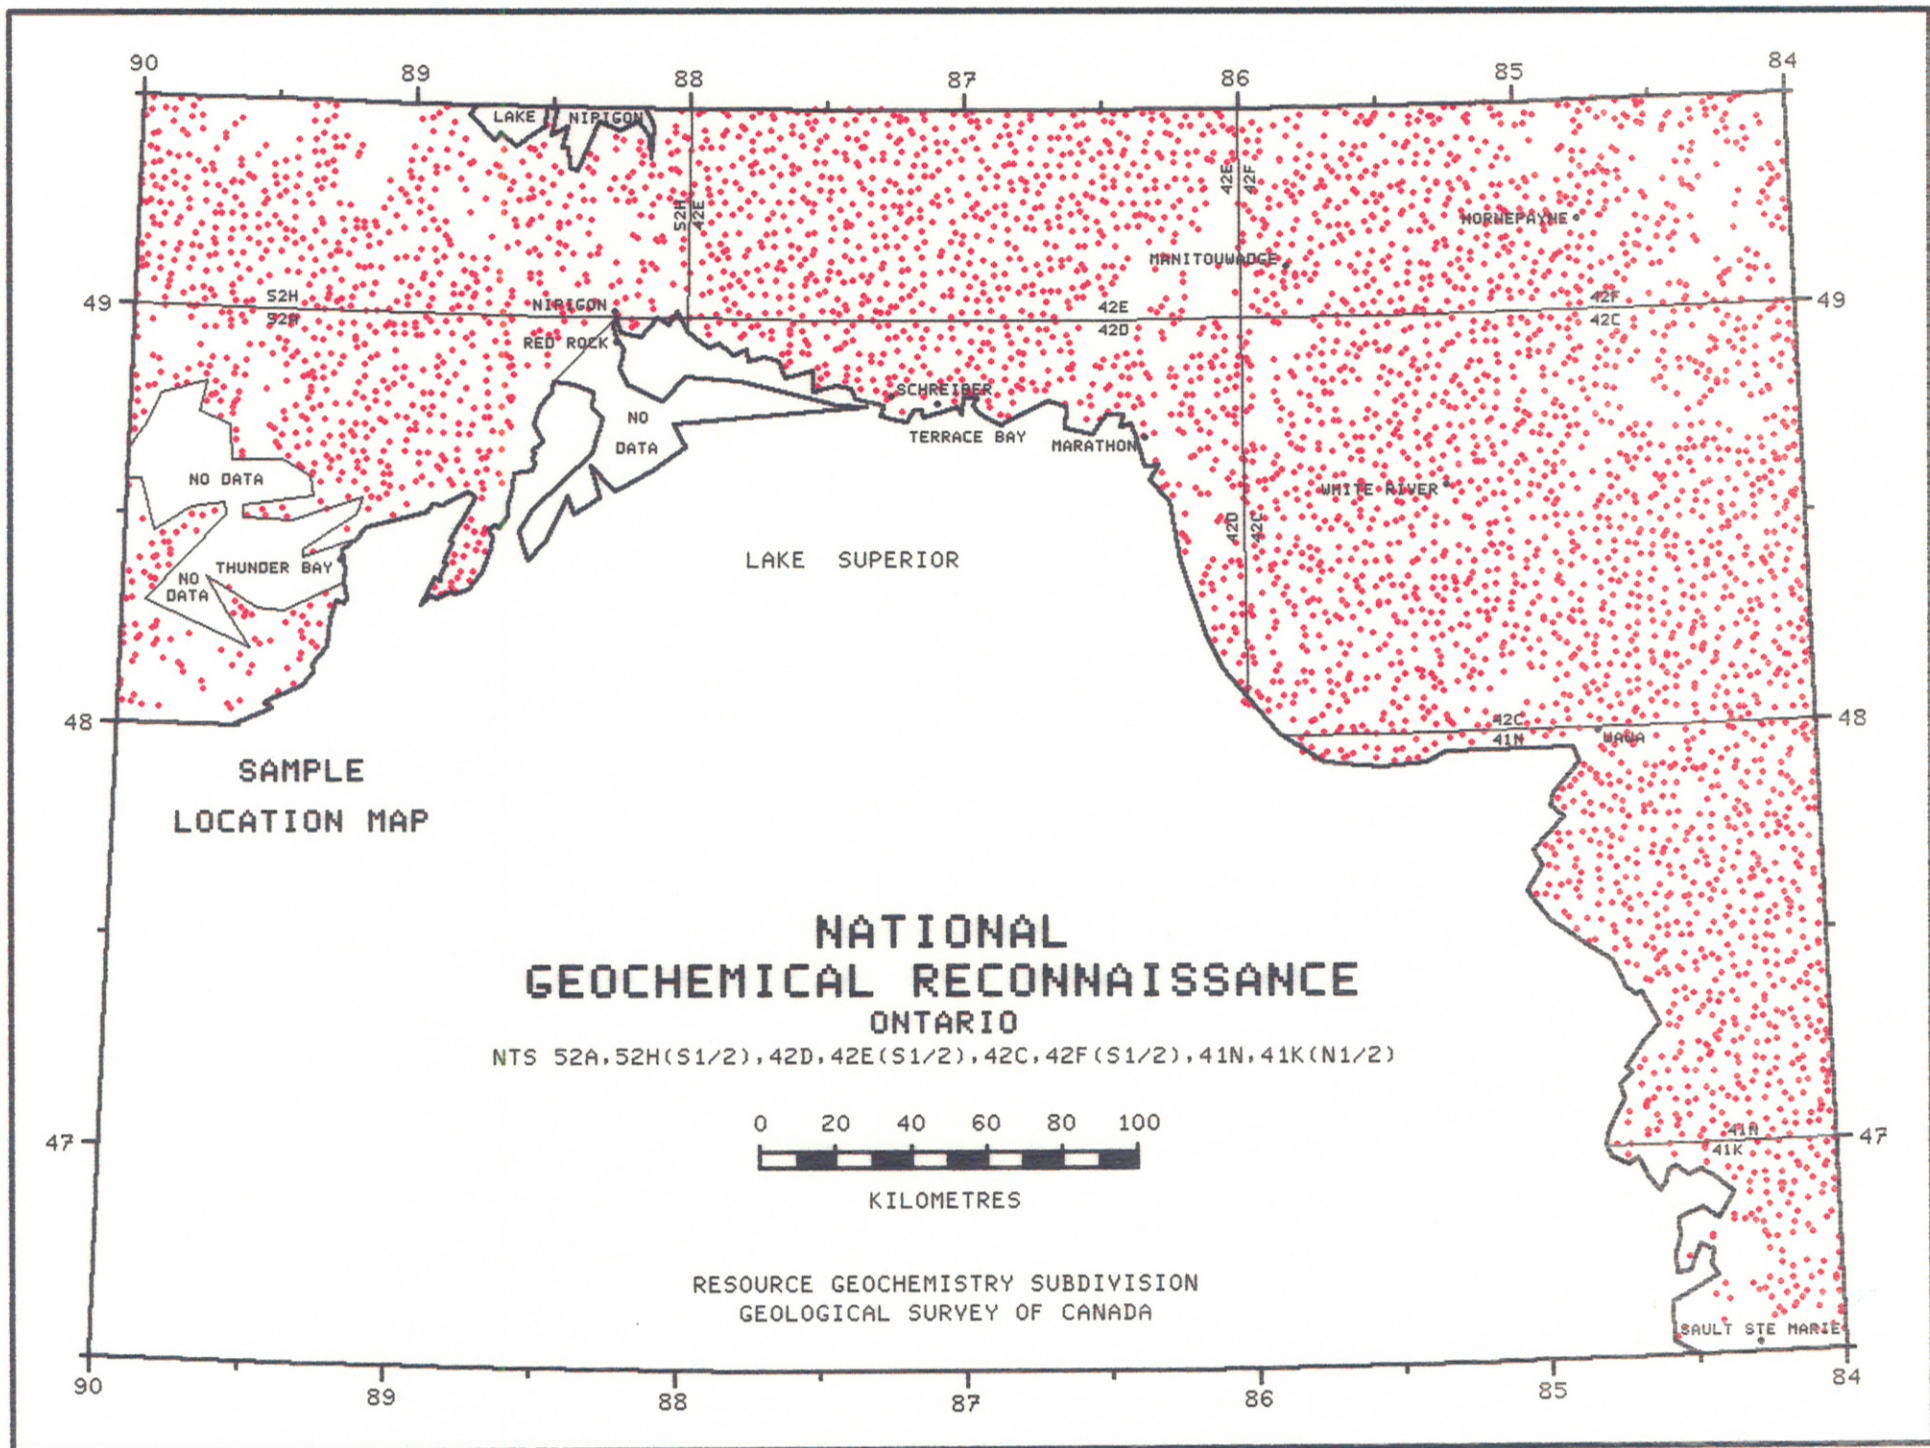 90
89
88
87
86
85
84
LAKE NIPIGON
52H
42E
42E
42F
HORNEPAYNE
MANITOUWADGE
49
52H
52A
NIPIGON
42E
42D
42F
42C
49
RED ROCK
SCHREIBER
NO
DATA
TERRACE BAY
MARATHON
NO DATA
WHITE RIVER
42D
42C
THUNDER BAY
NO
DATA
LAKE SUPERIOR
48
42C
41N
WAWA
48
SAMPLE
LOCATION MAP
NATIONAL
GEOCHEMICAL RECONNAISSANCE
ONTARIO
NTS 52A,52H(S1/2),42D,42E(S1/2),42C,42F(S1/2),41N,41K(N1/2)
47
41N
41K
47
0 20 40 60 80 100
KILOMETRES
RESOURCE GEOCHEMISTRY SUBDIVISION
GEOLOGICAL SURVEY OF CANADA
SAULT STE MARIE
90
89
88
87
86
85
84